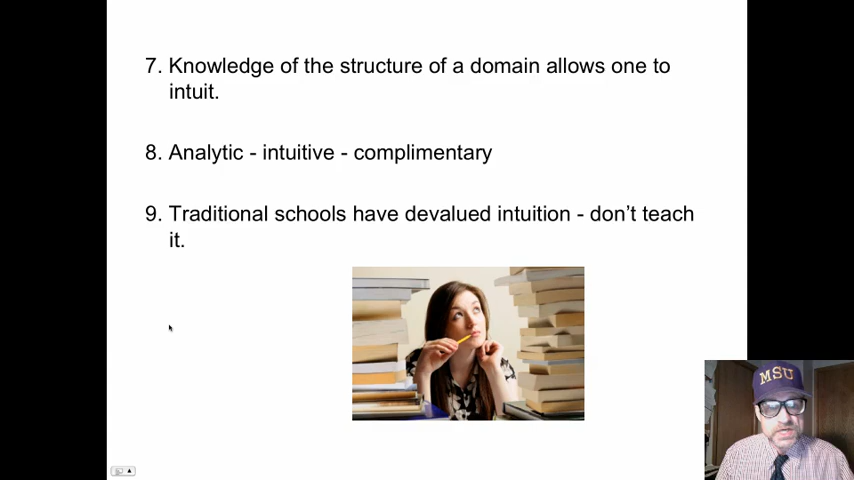 7. Knowledge of the structure of a domain allows one to
intuit.
8. Analytic - intuitive - complimentary
9. Traditional schools have devalued intuition - don't teach
it.
MSU